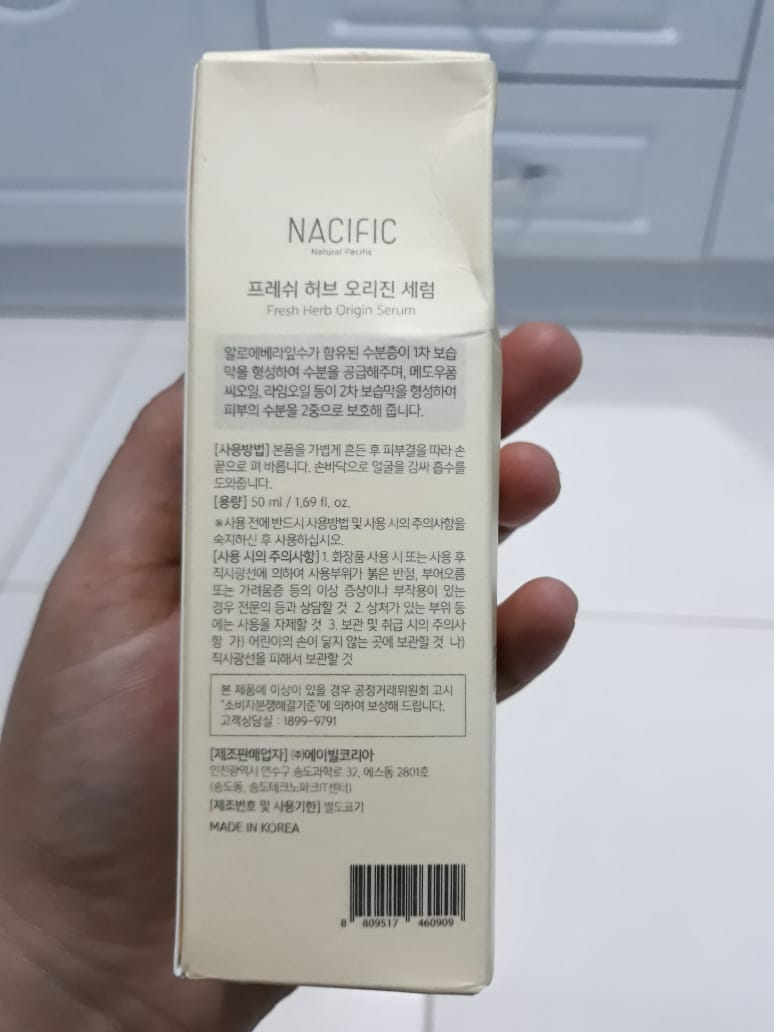 NACIFIC
Natural Pacific
프레쉬 허브 오리진 세럼
Fresh Herb Origin Serum
알로에베라잎수가 함유된 수분층이 1차 보습
막을 형성하여 수분을 공급해주며, 메도우폼
씨오일, 라임오일 등이 2차 보습막을 형성하여
피부의 수분을 2중으로 보호해 줍니다.
[사용방법] 본품을 가볍게 흔든 후 피부결을 따라 손
끝으로 펴 바릅니다. 손바닥으로 얼굴을 감싸 흡수를
도와줍니다.
[용량] 50 ml / 1.69 fl. oz.
※사용 전에 반드시 사용방법 및 사용 시의 주의사항을
숙지하신 후 사용하십시오.
[사용 시의 주의사항] 1. 화장품 사용 시 또는 사용 후
직사광선에 의하여 사용부위가 붉은 반점, 부어오름
또는 가려움증 등의 이상 증상이나 부작용이 있는
경우 전문의 등과 상담할 것 2. 상처가 있는 부위 등
에는 사용을 자제할 것 3. 보관 및 취급 시의 주의사
항 가) 어린이의 손이 닿지 않는 곳에 보관할 것 나)
직사광선을 피해서 보관할 것
본 제품에 이상이 있을 경우 공정거래위원회 고시
"소비자분쟁해결기준"에 의하여 보상해 드립니다.
고객상담실 : 1899-9791
[제조판매업자] ㈜에이빌코리아
인천광역시 연수구 송도과학로 32, 에스동 2801호
(송도동, 송도테크노파크IT센터)
[제조번호 및 사용기한] 별도표기
MADE IN KOREA
8 809517 460909